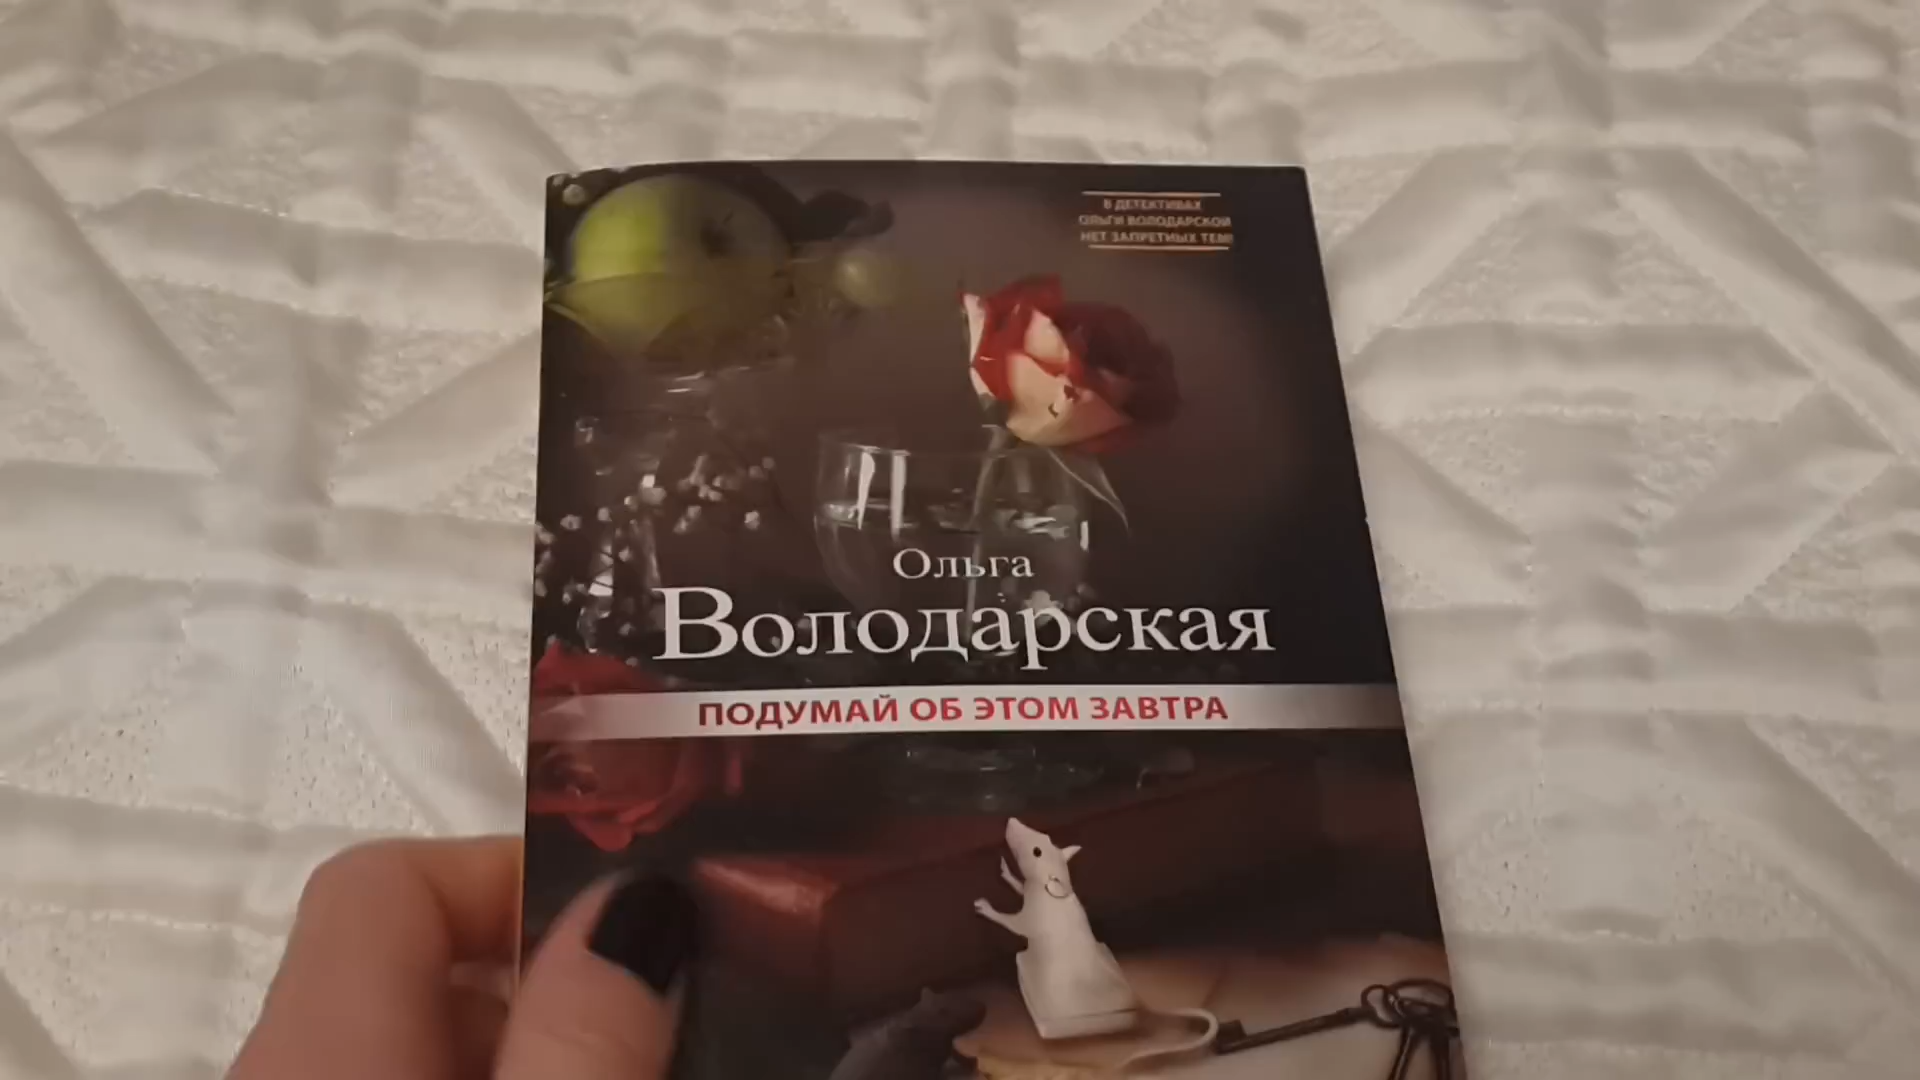 В ДЕТЕКТИВАХ
ОЛЬГИ ВОЛОДАРСКОЙ
НЕТ ЗАПРЕТНЫХ ТЕМ!
Ольга
Володарская
ПОДУМАЙ ОБ ЭТОМ ЗАВТРА